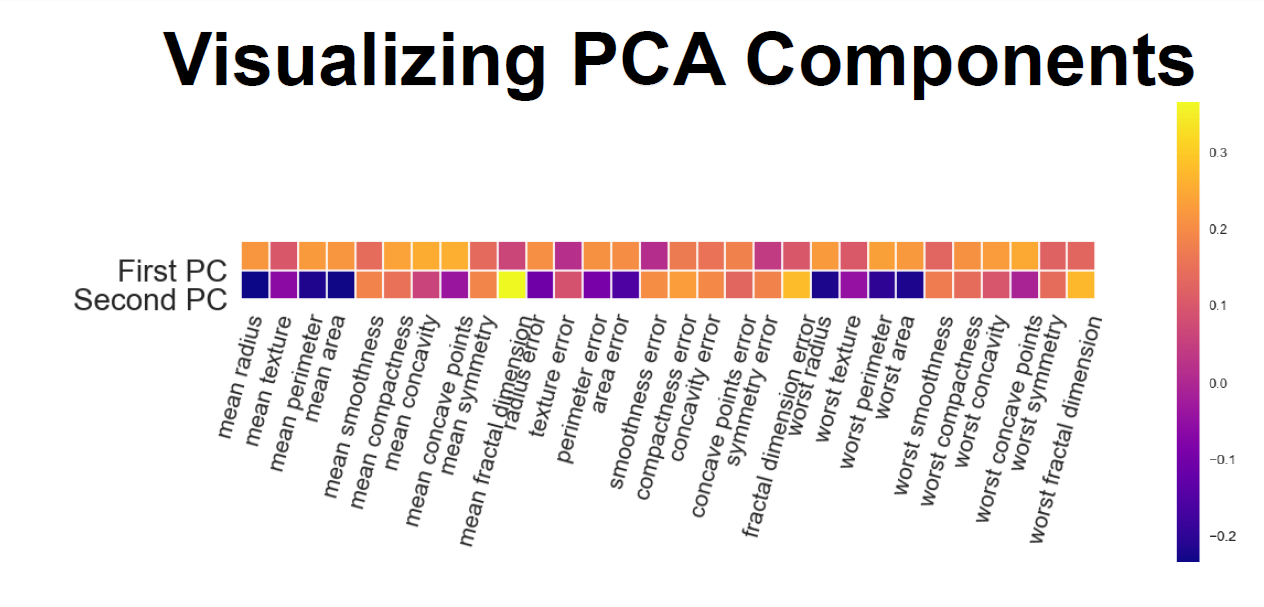 Visualizing PCA Components
First PC
Second PC
mean radius
mean texture
mean perimeter
mean area
mean smoothness
mean compactness
mean concavity
mean concave points
mean symmetry
mean fractal dimension
radius error
texture error
perimeter error
area error
smoothness error
compactness error
concavity error
concave points error
symmetry error
fractal dimension error
worst radius
worst texture
worst perimeter
worst area
worst smoothness
worst compactness
worst concavity
worst concave points
worst symmetry
worst fractal dimension
0.3
0.2
0.1
0.0
−0.1
−0.2